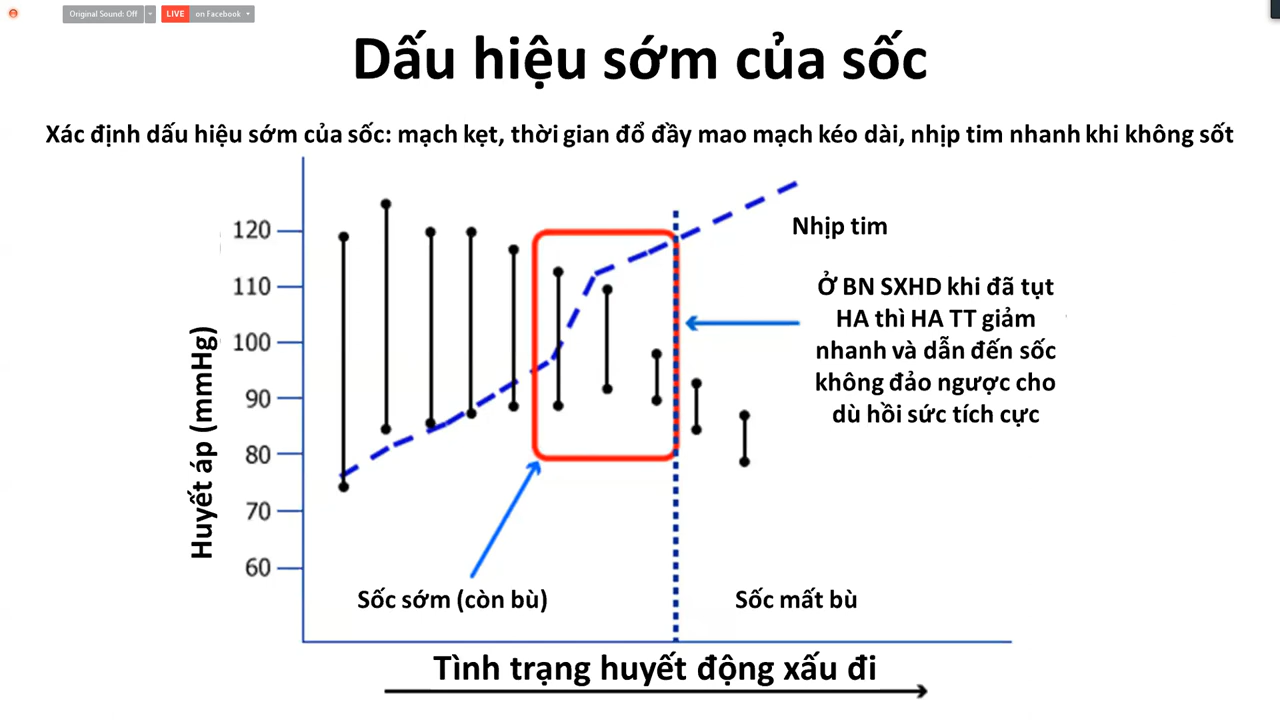 Original Sound: Off
LIVE on Facebook
Dấu hiệu sớm của sốc
Xác định dấu hiệu sớm của sốc: mạch kẹt, thời gian đổ đầy mao mạch kéo dài, nhịp tim nhanh khi không sốt
Huyết áp (mmHg)
120
110
100
90
80
70
60
Nhịp tim
Ở BN SXHD khi đã tụt
HA thì HA TT giảm
nhanh và dẫn đến sốc
không đảo ngược cho
dù hồi sức tích cực
Sốc sớm (còn bù)
Sốc mất bù
Tình trạng huyết động xấu đi